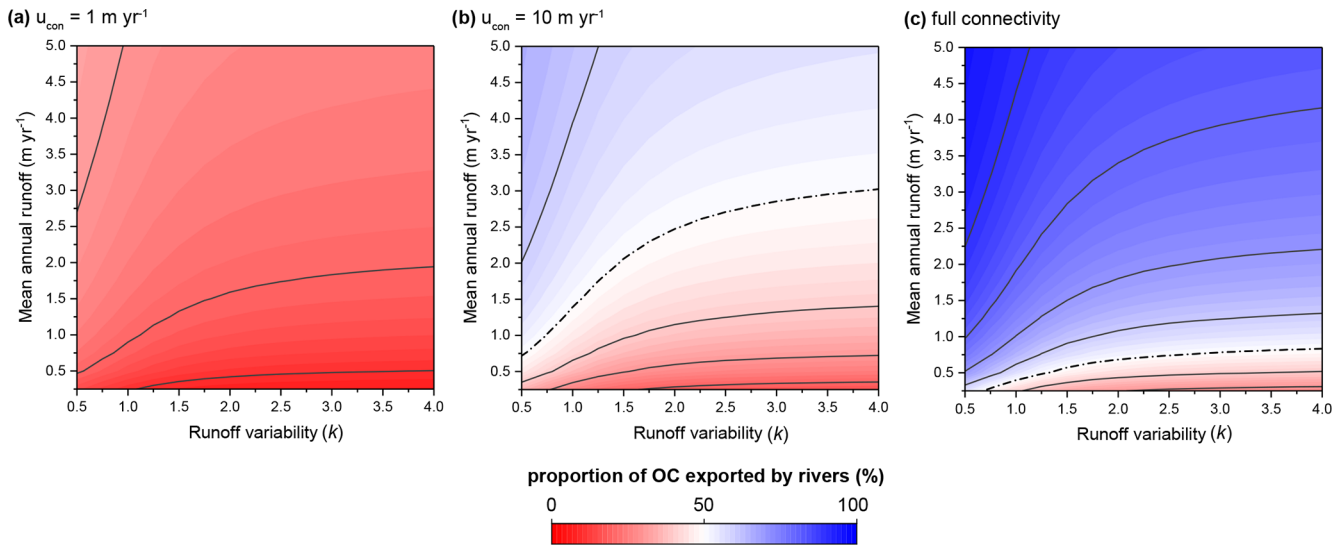 (a) u_con = 1 m yr⁻¹
5.0
4.5
4.0
3.5
3.0
2.5
2.0
1.5
1.0
0.5
Mean annual runoff (m yr⁻¹)
0.5 1.0 1.5 2.0 2.5 3.0 3.5 4.0
Runoff variability (k)
(b) u_con = 10 m yr⁻¹
5.0
4.5
4.0
3.5
3.0
2.5
2.0
1.5
1.0
0.5
Mean annual runoff (m yr⁻¹)
0.5 1.0 1.5 2.0 2.5 3.0 3.5 4.0
Runoff variability (k)
(c) full connectivity
5.0
4.5
4.0
3.5
3.0
2.5
2.0
1.5
1.0
0.5
Mean annual runoff (m yr⁻¹)
0.5 1.0 1.5 2.0 2.5 3.0 3.5 4.0
Runoff variability (k)
proportion of OC exported by rivers (%)
0 50 100